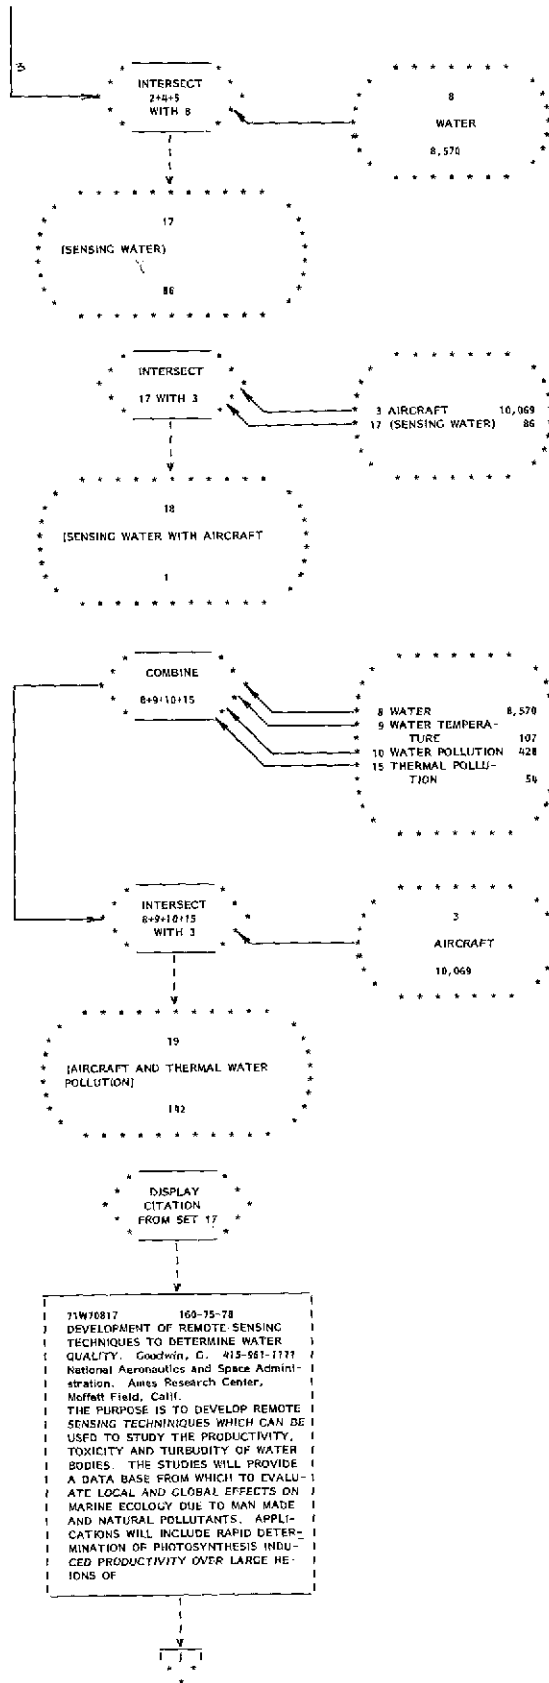 3
INTERSECT
2+4+5
WITH 8
8
WATER
8,570
17
(SENSING WATER)
86
INTERSECT
17 WITH 3
3 AIRCRAFT 10,069
17 (SENSING WATER) 86
18
(SENSING WATER WITH AIRCRAFT
1
COMBINE
8+9+10+15
8 WATER 8,570
9 WATER TEMPERA-
TURE 107
10 WATER POLLUTION 428
15 THERMAL POLLU-
TION 54
INTERSECT
8+9+10+15
WITH 3
3
AIRCRAFT
10,069
19
(AIRCRAFT AND THERMAL WATER
POLLUTION)
142
DISPLAY
CITATION
FROM SET 17
71W70817 160-75-78
DEVELOPMENT OF REMOTE SENSING
TECHNIQUES TO DETERMINE WATER
QUALITY. Goodwin, G. 415-961-1111
National Aeronautics and Space Admini-
stration. Ames Research Center,
Moffett Field, Calif.
THE PURPOSE IS TO DEVELOP REMOTE
SENSING TECHNINIQUES WHICH CAN BE
USED TO STUDY THE PRODUCTIVITY,
TOXICITY AND TURBUDITY OF WATER
BODIES. THE STUDIES WILL PROVIDE
A DATA BASE FROM WHICH TO EVALU-
ATE LOCAL AND GLOBAL EFFECTS ON
MARINE ECOLOGY DUE TO MAN MADE
AND NATURAL POLLUTANTS. APPLI-
CATIONS WILL INCLUDE RAPID DETER-
MINATION OF PHOTOSYNTHESIS INDU-
CED PRODUCTIVITY OVER LARGE RE-
IONS OF